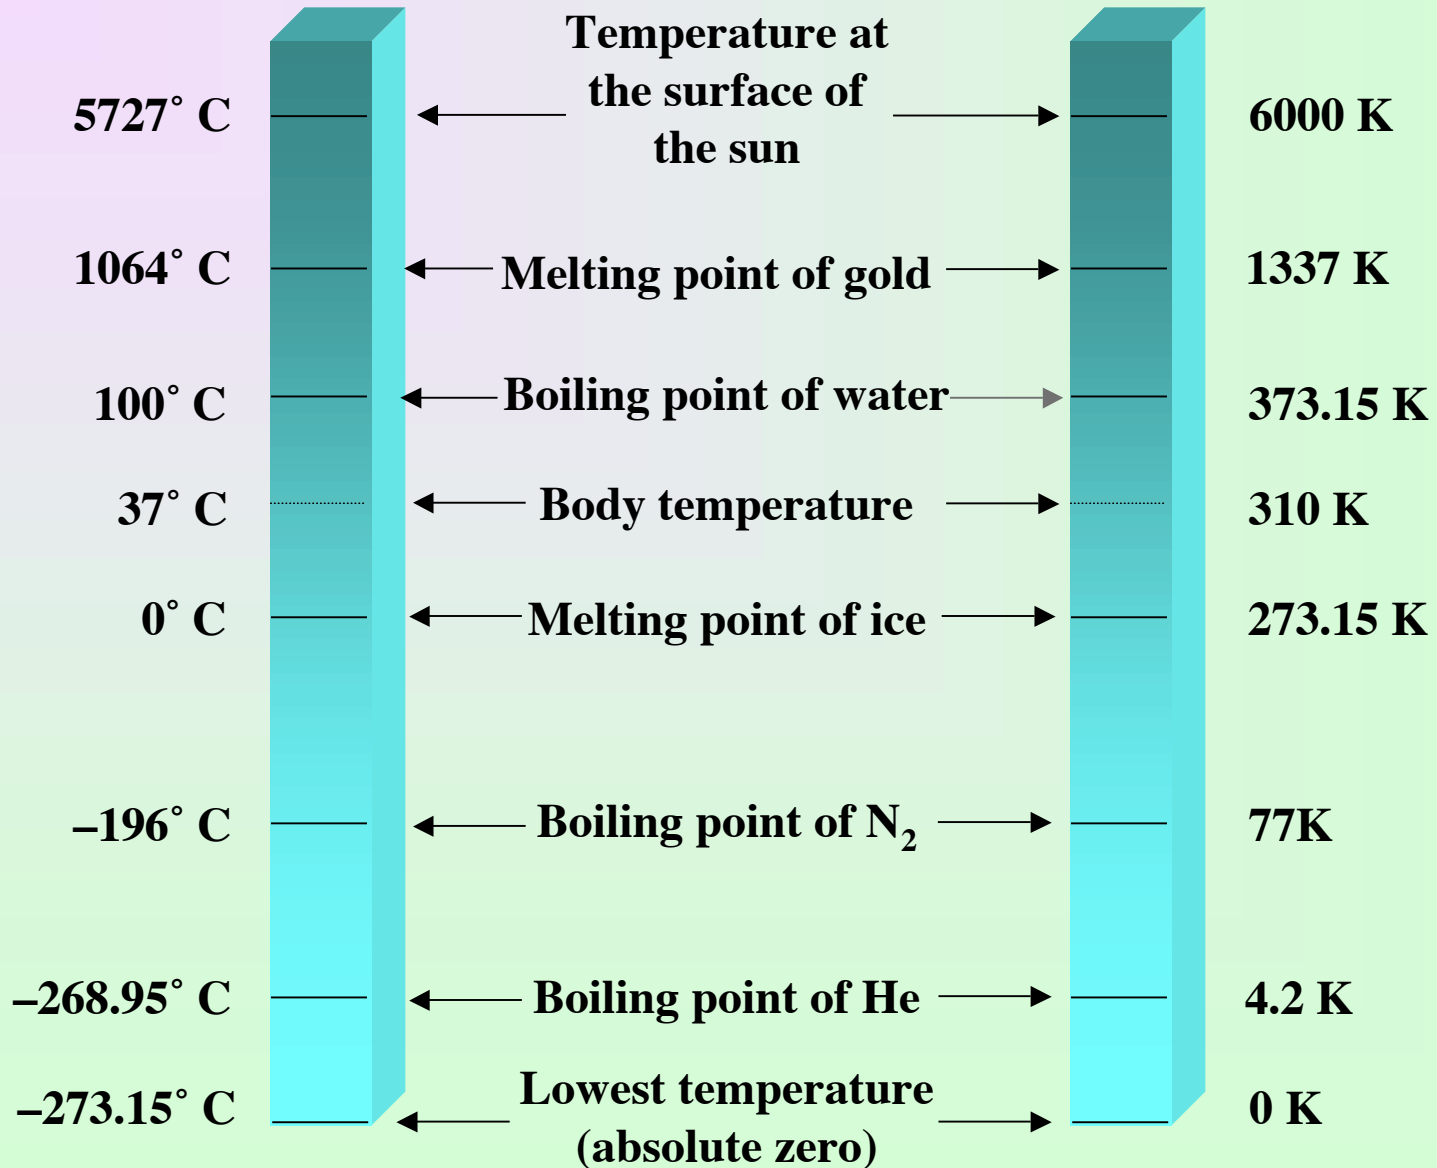 Temperature at
the surface of
the sun
5727° C
6000 K
1064° C
Melting point of gold
1337 K
100° C
Boiling point of water
373.15 K
37° C
Body temperature
310 K
0° C
Melting point of ice
273.15 K
–196° C
Boiling point of N₂
77K
–268.95° C
Boiling point of He
4.2 K
–273.15° C
Lowest temperature
(absolute zero)
0 K